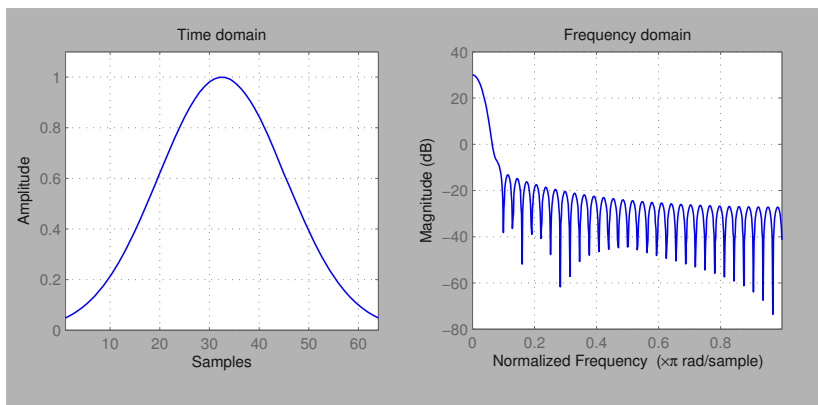 Time domain
Amplitude
1
0.8
0.6
0.4
0.2
0
10 20 30 40 50 60
Samples
Frequency domain
Magnitude (dB)
40
20
0
−20
−40
−60
−80
0 0.2 0.4 0.6 0.8
Normalized Frequency (×π rad/sample)